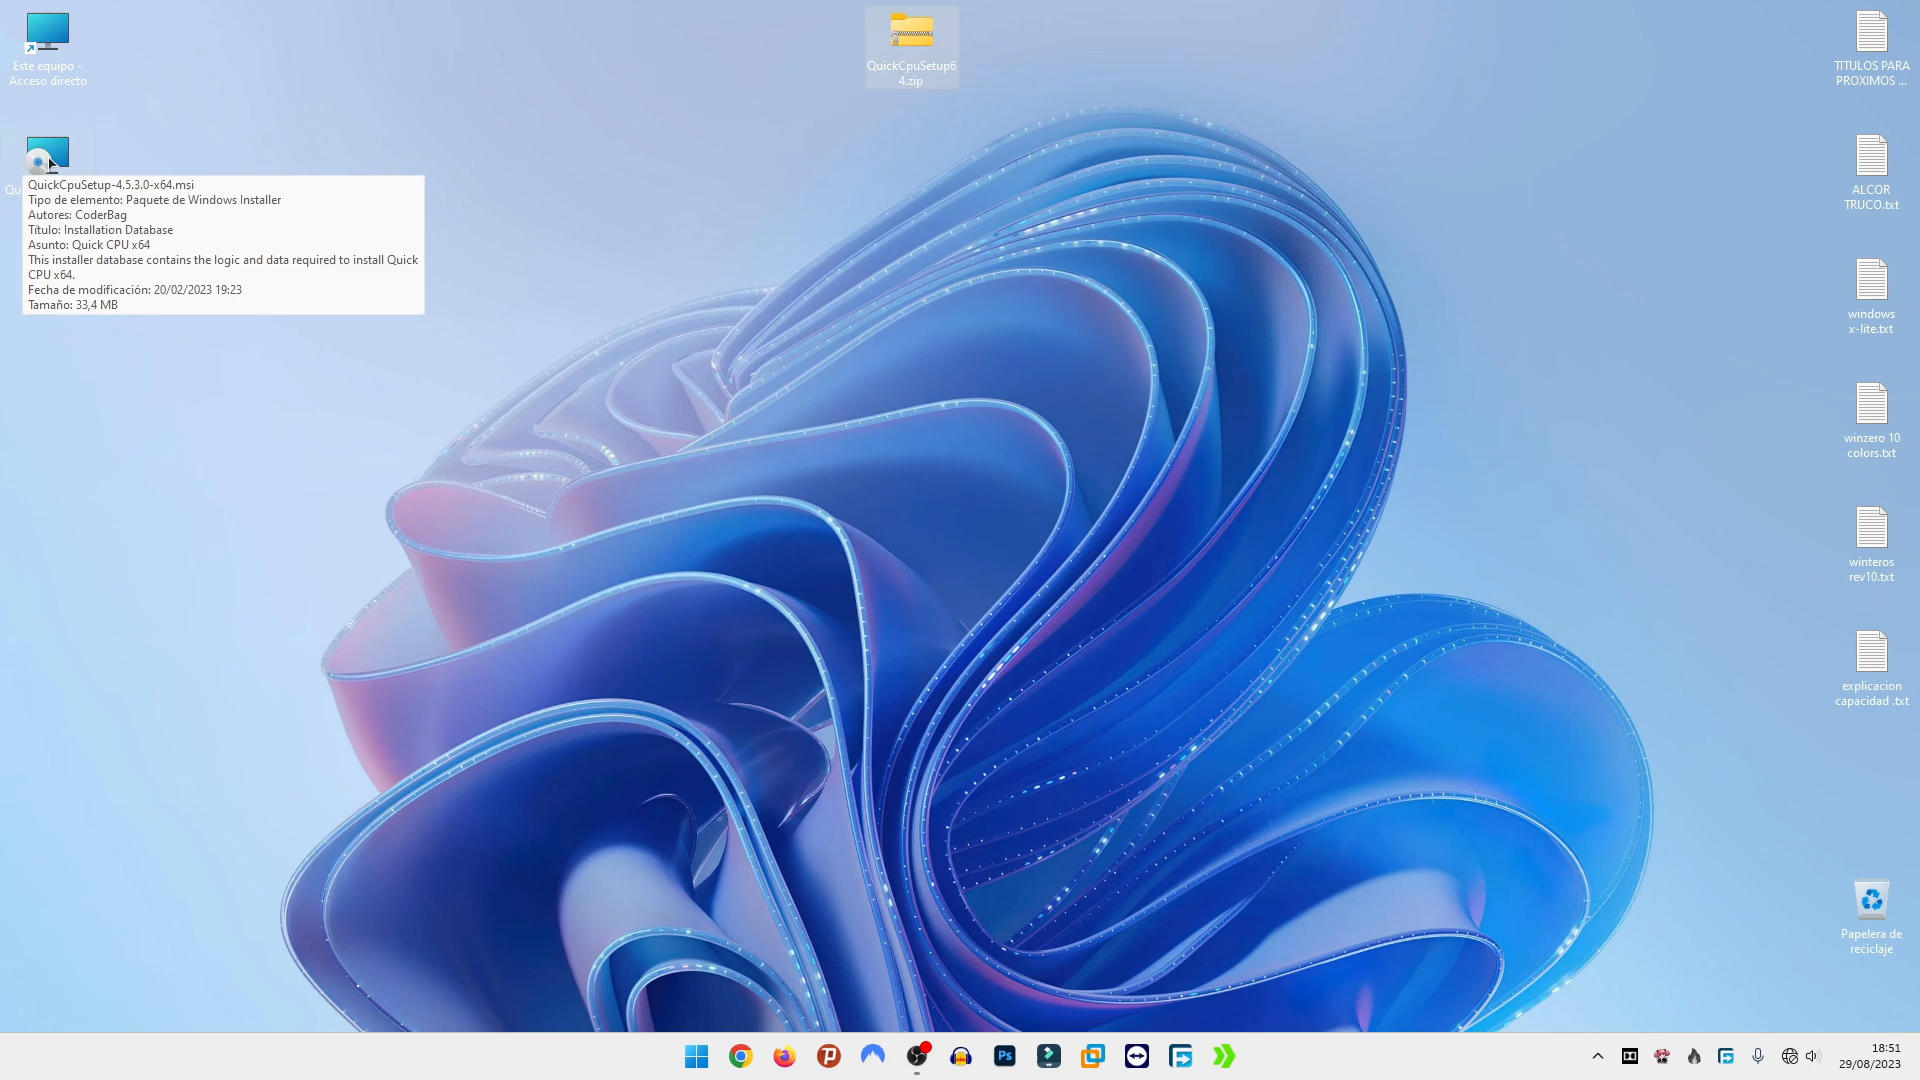 Este equipo -
Acceso directo
QuickCpuSetup6
4.zip
TITULOS PARA
PROXIMOS ...
Qu
QuickCpuSetup-4.5.3.0-x64.msi
Tipo de elemento: Paquete de Windows Installer
Autores: CoderBag
Título: Installation Database
Asunto: Quick CPU x64
This installer database contains the logic and data required to install Quick
CPU x64.
Fecha de modificación: 20/02/2023 19:23
Tamaño: 33,4 MB
ALCOR
TRUCO.txt
windows
x-lite.txt
winzero 10
colors.txt
winteros
rev10.txt
explicacion
capacidad .txt
Papelera de
reciclaje
Ps
18:51
29/08/2023